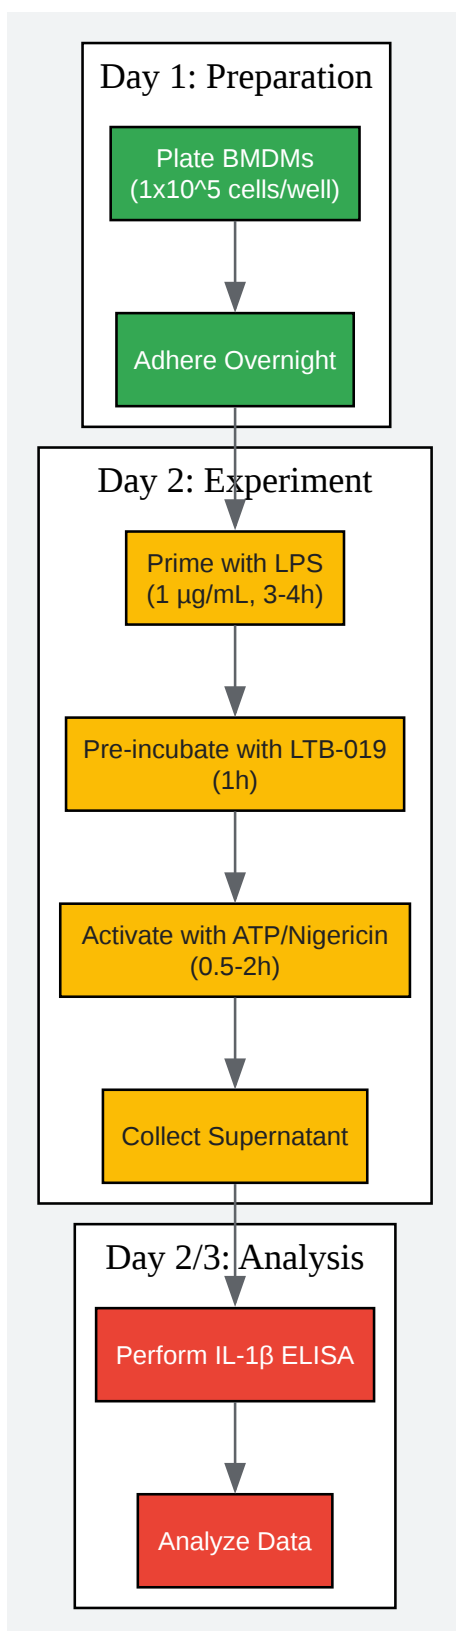 Day 1: Preparation
Plate BMDMs
(1x10^5 cells/well)
Adhere Overnight
Day 2: Experiment
Prime with LPS
(1 µg/mL, 3-4h)
Pre-incubate with LTB-019
(1h)
Activate with ATP/Nigericin
(0.5-2h)
Collect Supernatant
Day 2/3: Analysis
Perform IL-1β ELISA
Analyze Data